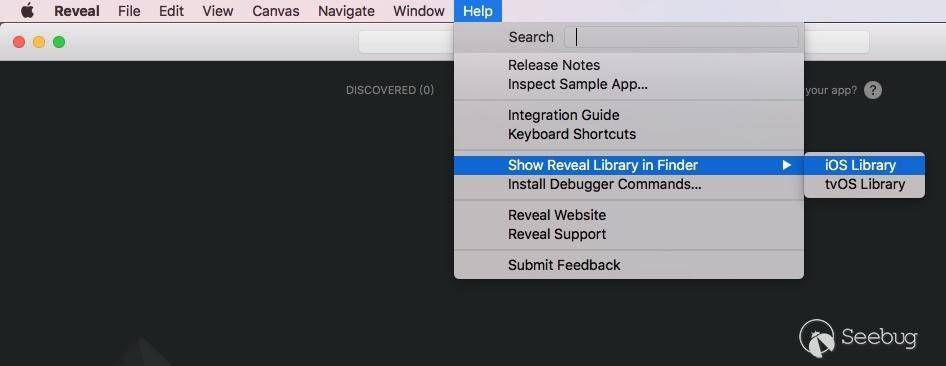 Reveal File Edit View Canvas Navigate Window Help
Search
Release Notes
DISCOVERED (0) Inspect Sample App... your app? ?
Integration Guide
Keyboard Shortcuts
Show Reveal Library in Finder iOS Library
Install Debugger Commands... tvOS Library
Reveal Website
Reveal Support
Submit Feedback
Seebug